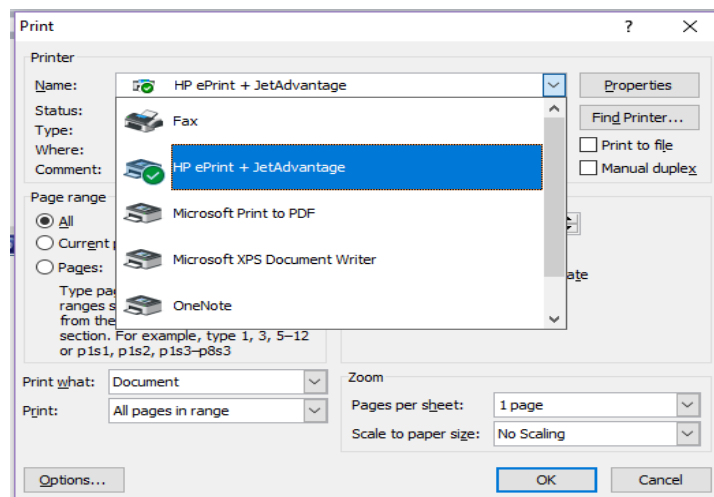 Print
?
Printer
Name:
HP ePrint + JetAdvantage
Properties
Status:
Fax
Find Printer...
Type:
Where:
Print to file
Comment:
HP ePrint + JetAdvantage
Manual duplex
Page range
All
Microsoft Print to PDF
Current
Pages:
Microsoft XPS Document Writer
Type
ranges
OneNote
from the
section. For example, type 1, 3, 5–12
or p1s1, p1s2, p1s3–p8s3
Print what:
Document
Print:
All pages in range
Zoom
Pages per sheet:
1 page
Scale to paper size:
No Scaling
Options...
OK
Cancel